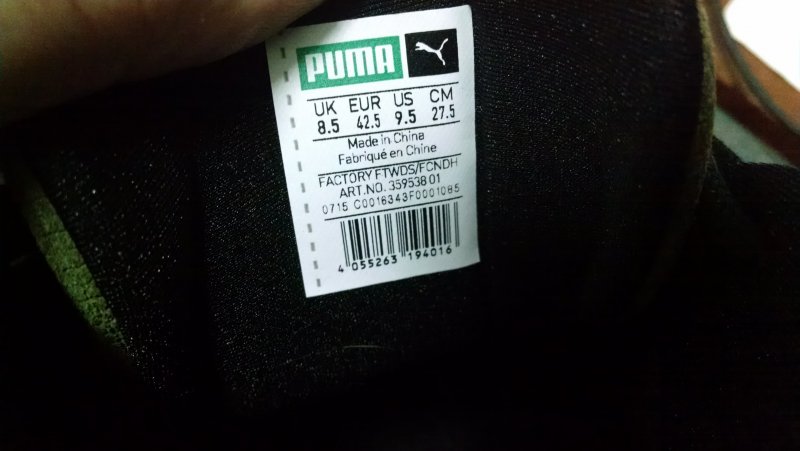 PUMA
UK EUR US CM
8.5 42.5 9.5 27.5
Made in China
Fabriqué en Chine
FACTORY FTWDS/FCNDH
ART.NO. 359538 01
0715 C0016343F0001085
4 055263 194016